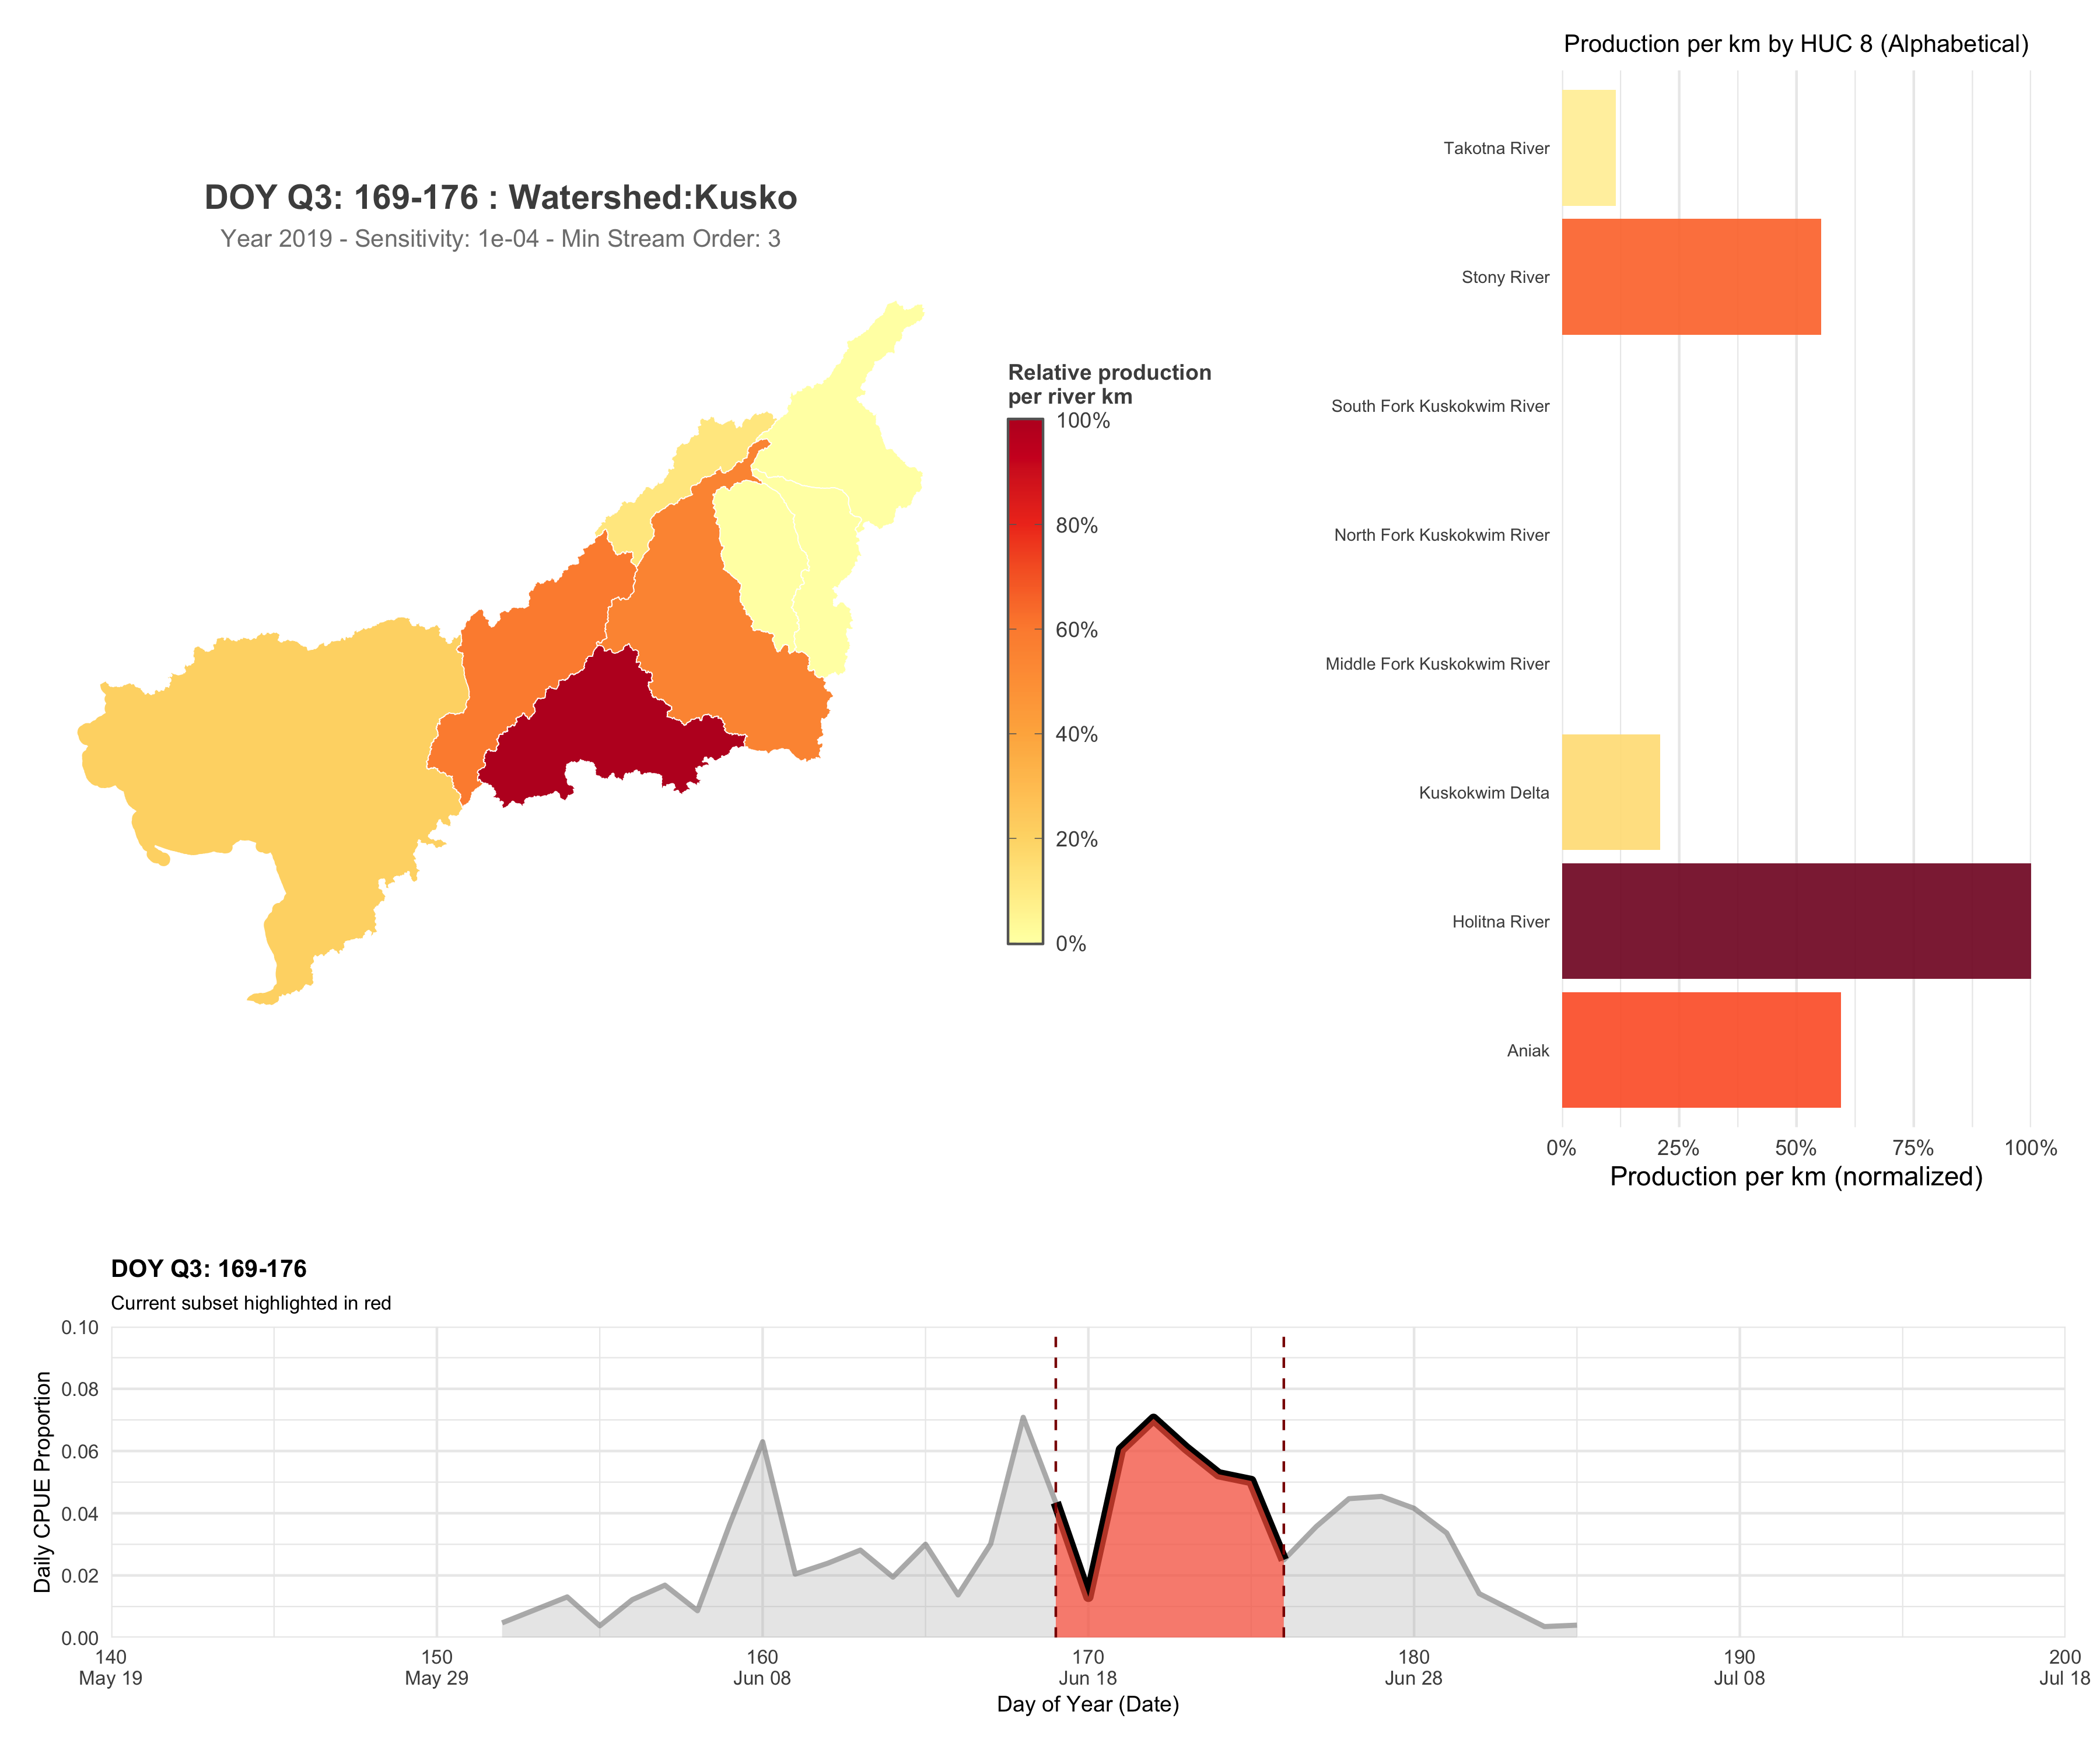 DOY Q3: 169-176 : Watershed:Kusko
Year 2019 - Sensitivity: 1e-04 - Min Stream Order: 3
Relative production
per river km
100%
80%
60%
40%
20%
0%
Production per km by HUC 8 (Alphabetical)
Takotna River
Stony River
South Fork Kuskokwim River
North Fork Kuskokwim River
Middle Fork Kuskokwim River
Kuskokwim Delta
Holitna River
Aniak
0% 25% 50% 75% 100%
Production per km (normalized)
DOY Q3: 169-176
Current subset highlighted in red
Daily CPUE Proportion
0.10
0.08
0.06
0.04
0.02
0.00
140 150 160 170 180 190 200
May 19 May 29 Jun 08 Jun 18 Jun 28 Jul 08 Jul 18
Day of Year (Date)